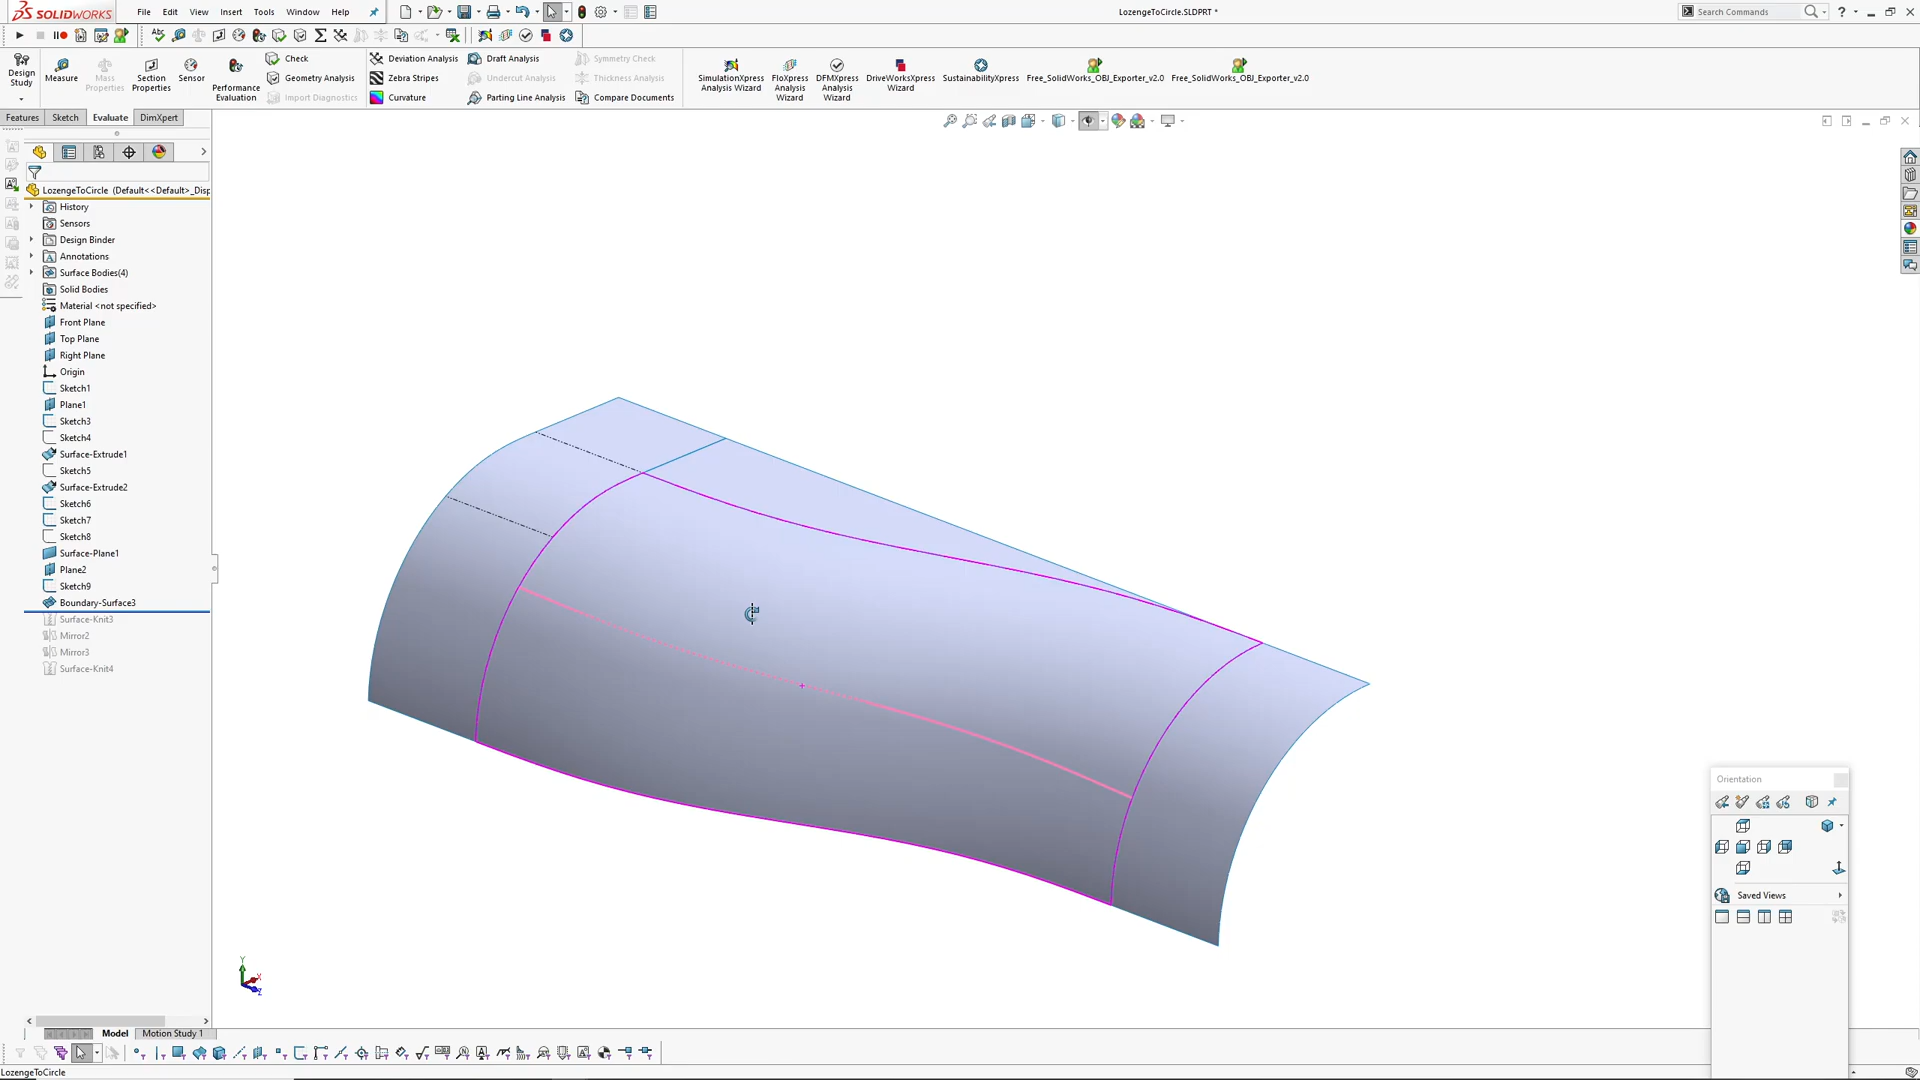 SOLIDWORKS File Edit View Insert Tools Window Help LozengeToCircle.SLDPRT * Search Commands
Design Study
Measure
Mass Properties
Section Properties
Sensor
Performance Evaluation
Check
Geometry Analysis
Import Diagnostics
Deviation Analysis
Zebra Stripes
Curvature
Draft Analysis
Undercut Analysis
Parting Line Analysis
Symmetry Check
Thickness Analysis
Compare Documents
SimulationXpress Analysis Wizard
FloXpress Analysis Wizard
DFMXpress Analysis Wizard
DriveWorksXpress Wizard
SustainabilityXpress
Free_SolidWorks_OBJ_Exporter_v2.0
Free_SolidWorks_OBJ_Exporter_v2.0
Features Sketch Evaluate DimXpert
LozengeToCircle (Default<<Default>_Disp
History
Sensors
Design Binder
Annotations
Surface Bodies(4)
Solid Bodies
Material <not specified>
Front Plane
Top Plane
Right Plane
Origin
Sketch1
Plane1
Sketch3
Sketch4
Surface-Extrude1
Sketch5
Surface-Extrude2
Sketch6
Sketch7
Sketch8
Surface-Plane1
Plane2
Sketch9
Boundary-Surface3
Surface-Knit3
Mirror2
Mirror3
Surface-Knit4
Orientation
Saved Views
Y
X
Z
Model Motion Study 1
LozengeToCircle